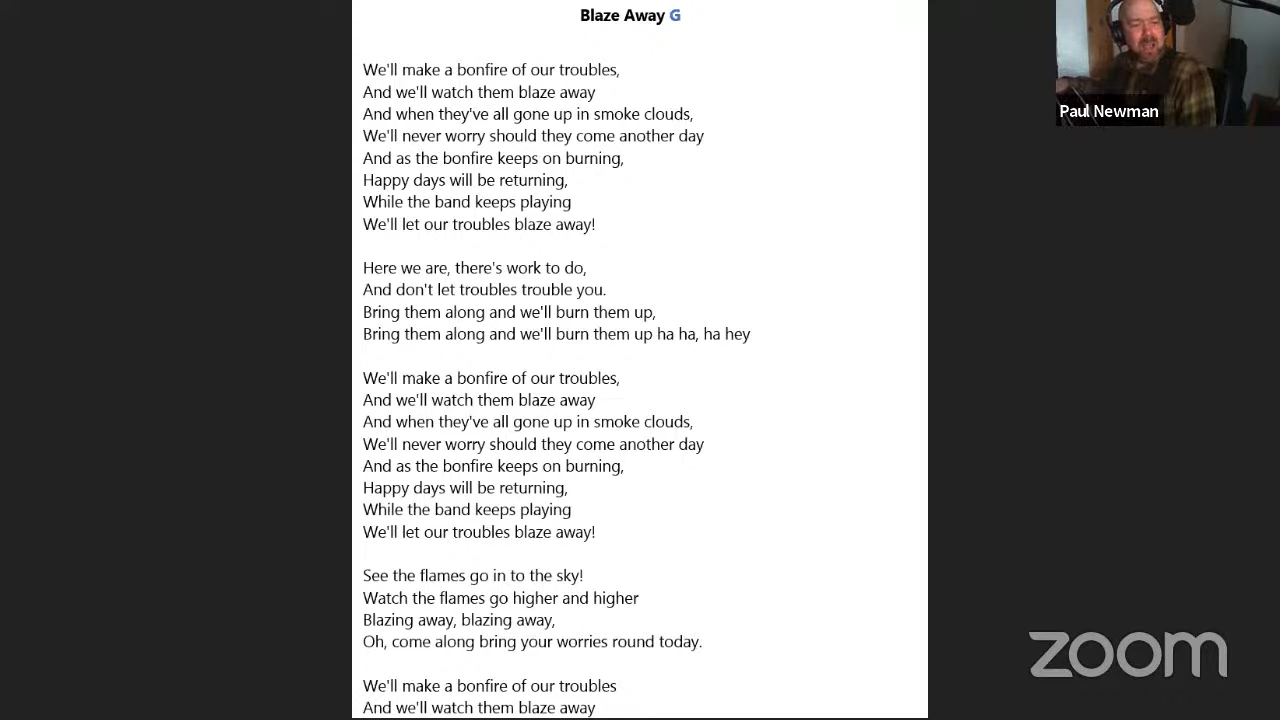 Blaze Away G
We'll make a bonfire of our troubles,
And we'll watch them blaze away
And when they've all gone up in smoke clouds,
We'll never worry should they come another day
And as the bonfire keeps on burning,
Happy days will be returning,
While the band keeps playing
We'll let our troubles blaze away!
Here we are, there's work to do,
And don't let troubles trouble you.
Bring them along and we'll burn them up,
Bring them along and we'll burn them up ha ha, ha hey
We'll make a bonfire of our troubles,
And we'll watch them blaze away
And when they've all gone up in smoke clouds,
We'll never worry should they come another day
And as the bonfire keeps on burning,
Happy days will be returning,
While the band keeps playing
We'll let our troubles blaze away!
See the flames go in to the sky!
Watch the flames go higher and higher
Blazing away, blazing away,
Oh, come along bring your worries round today.
We'll make a bonfire of our troubles
And we'll watch them blaze away
Paul Newman
zoom